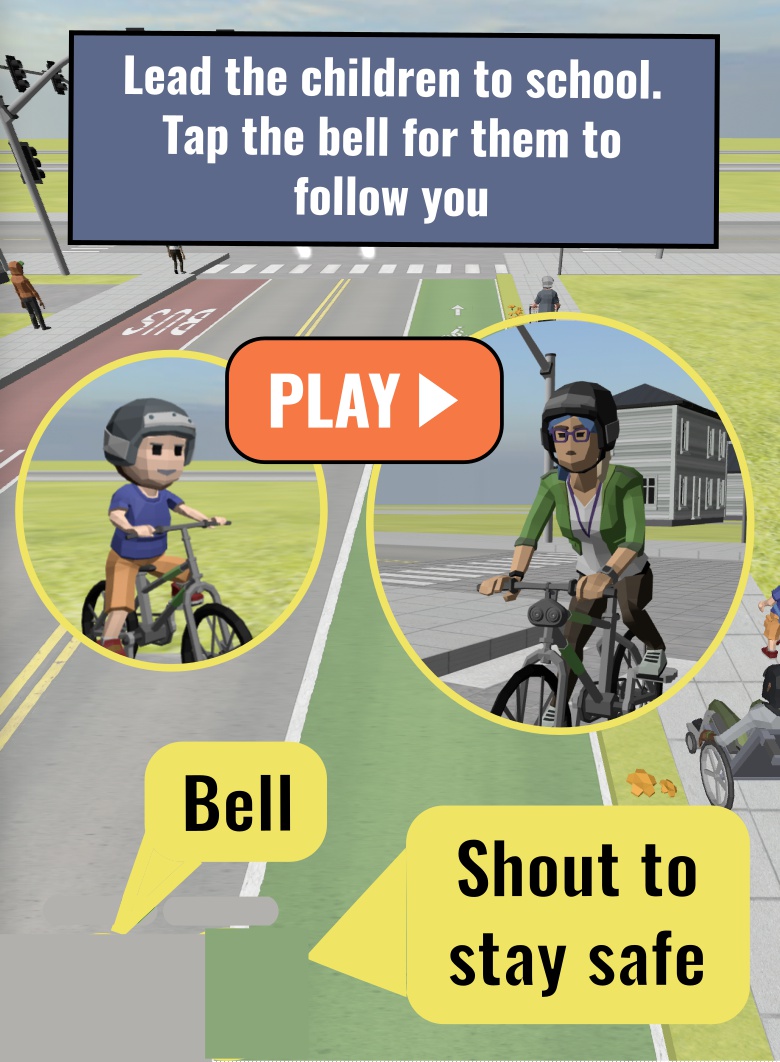 Lead the children to school.
Tap the bell for them to
follow you
BUS
PLAY
Bell
Shout to
stay safe